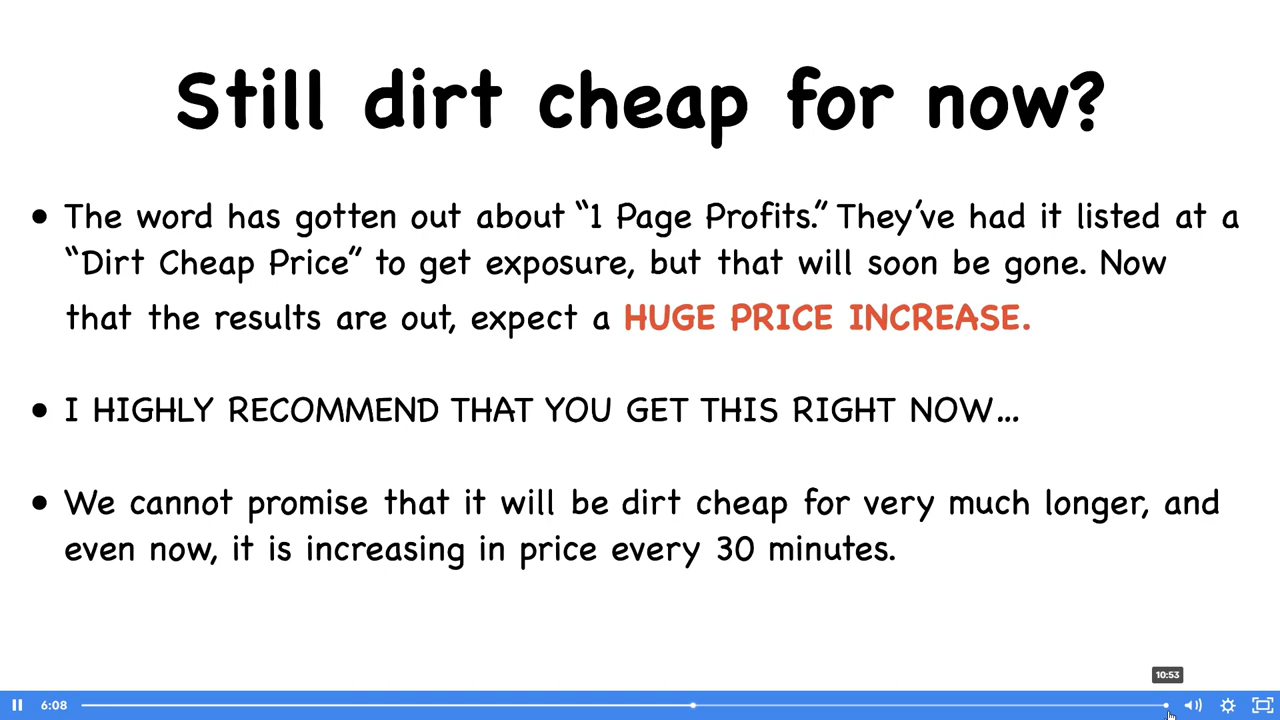 Still dirt cheap for now?
• The word has gotten out about “1 Page Profits.” They’ve had it listed at a
“Dirt Cheap Price” to get exposure, but that will soon be gone. Now
that the results are out, expect a HUGE PRICE INCREASE.
• I HIGHLY RECOMMEND THAT YOU GET THIS RIGHT NOW...
• We cannot promise that it will be dirt cheap for very much longer, and
even now, it is increasing in price every 30 minutes.
10:53
6:08